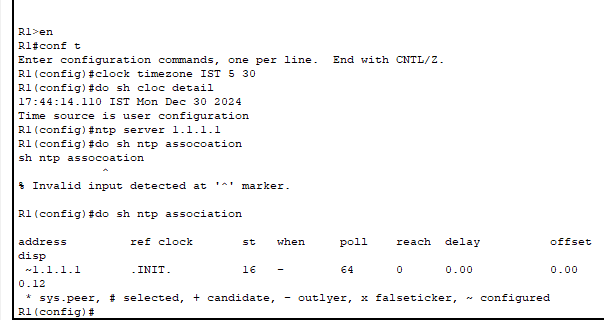 R1>en
R1#conf t
Enter configuration commands, one per line.  End with CNTL/Z.
R1(config)#clock timezone IST 5 30
R1(config)#do sh cloc detail
17:44:14.110 IST Mon Dec 30 2024
Time source is user configuration
R1(config)#ntp server 1.1.1.1
R1(config)#do sh ntp assocoation
sh ntp assocoation
^
% Invalid input detected at '^' marker.
R1(config)#do sh ntp association
address         ref clock       st   when     poll    reach  delay          offset
disp
~1.1.1.1       .INIT.          16   -        64      0      0.00           0.00
0.12
* sys.peer, # selected, + candidate, - outlyer, x falseticker, ~ configured
R1(config)#